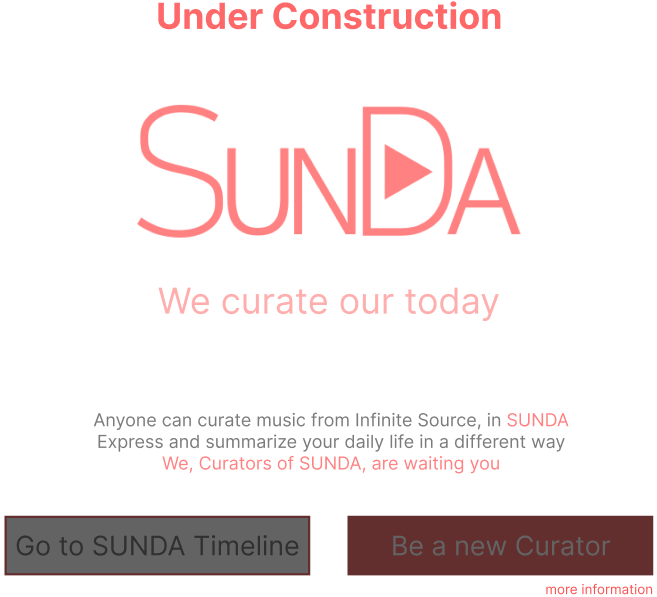 Under Construction
SUNDA
We curate our today
Anyone can curate music from Infinite Source, in SUNDA
Express and summarize your daily life in a different way
We, Curators of SUNDA, are waiting you
Go to SUNDA Timeline
Be a new Curator
more information